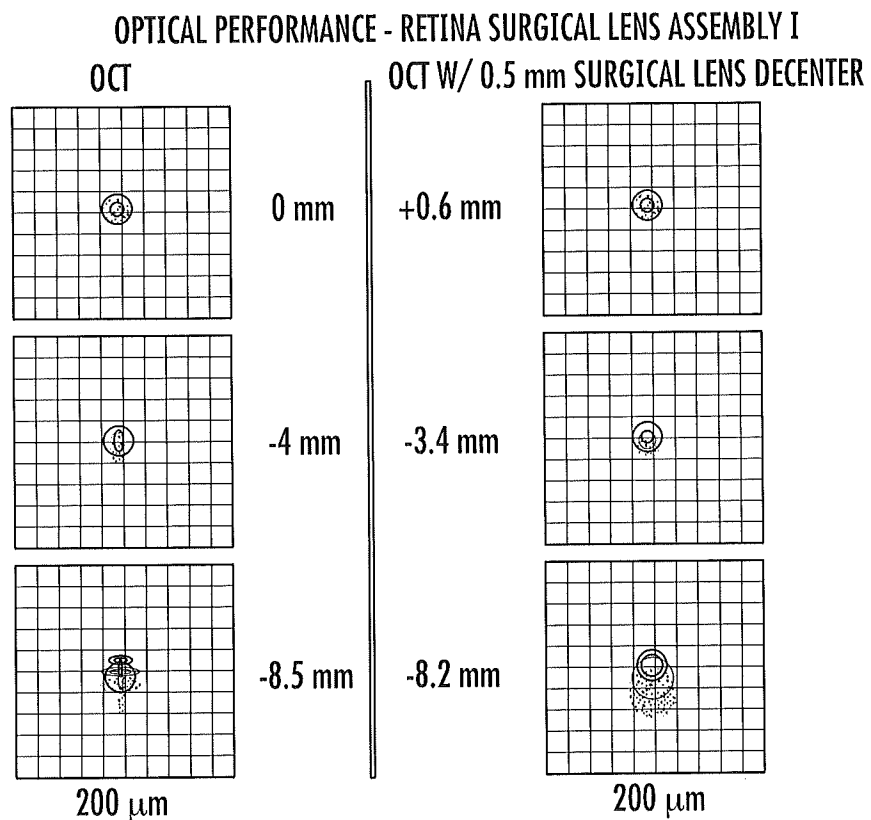 OPTICAL PERFORMANCE - RETINA SURGICAL LENS ASSEMBLY I
OCT
OCT W/ 0.5 mm SURGICAL LENS DECENTER
0 mm
+0.6 mm
-4 mm
-3.4 mm
-8.5 mm
-8.2 mm
200 μm
200 μm